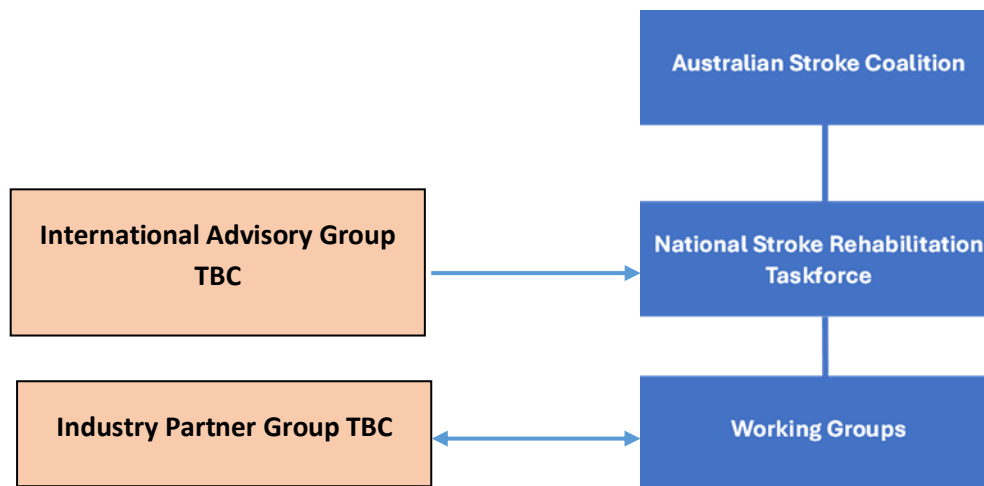 Australian Stroke Coalition
International Advisory Group
TBC
National Stroke Rehabilitation
Taskforce
Industry Partner Group TBC
Working Groups